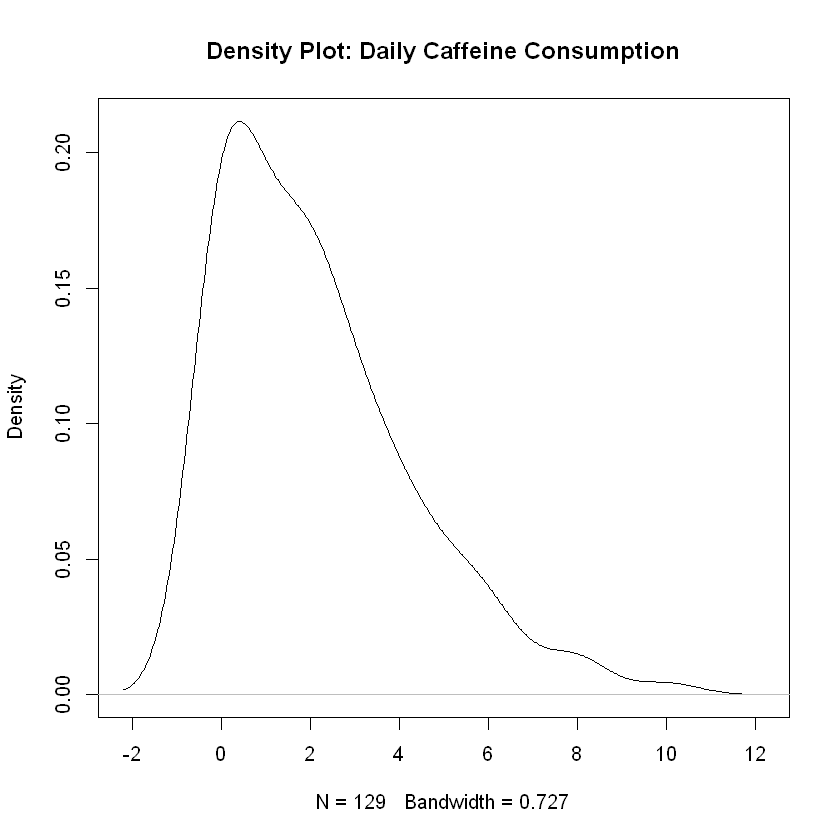 Density Plot: Daily Caffeine Consumption
Density
0.20
0.15
0.10
0.05
0.00
-2 0 2 4 6 8 10 12
N = 129 Bandwidth = 0.727